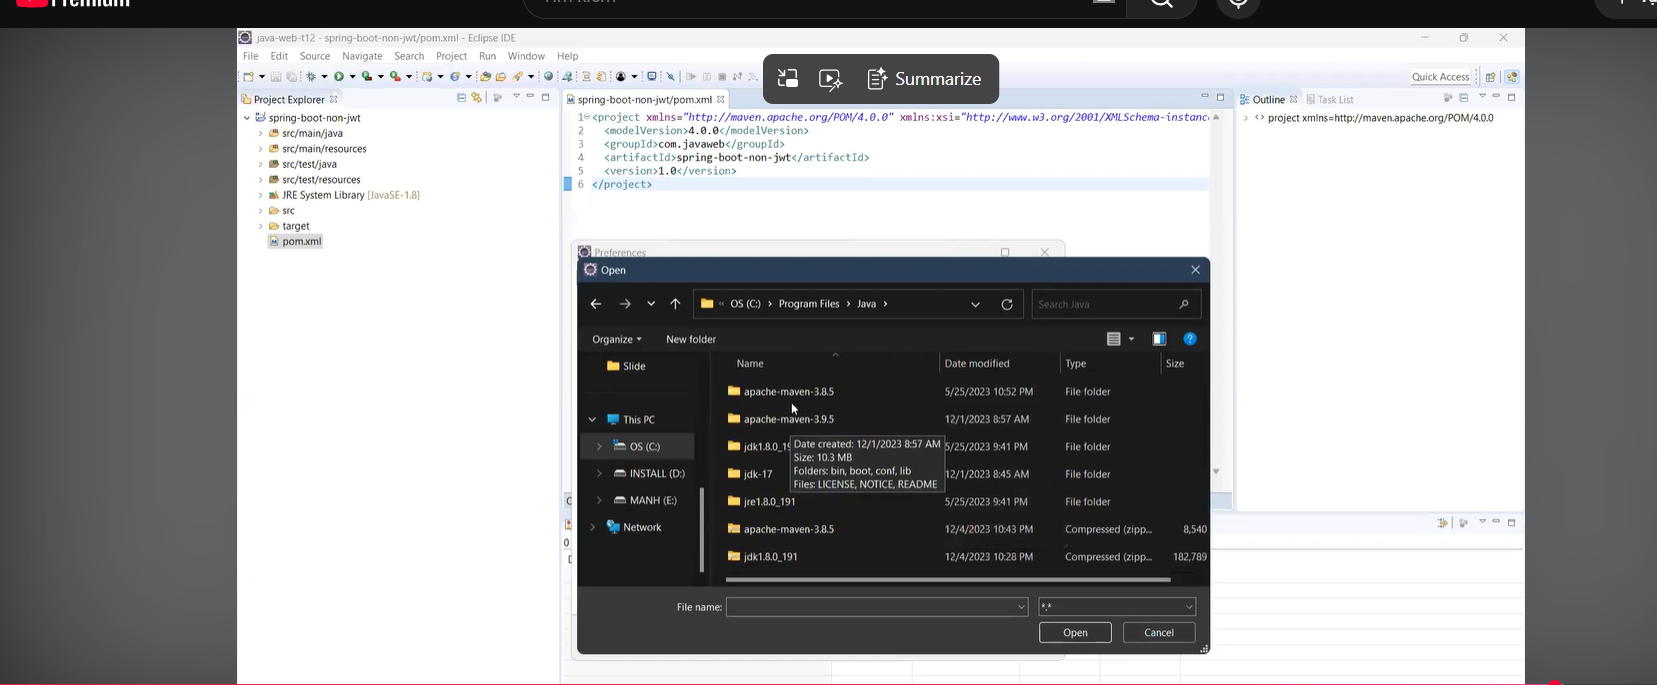 Premium
java-web-t12 - spring-boot-non-jwt/pom.xml - Eclipse IDE
File Edit Source Navigate Search Project Run Window Help
Summarize
Quick Access
Project Explorer
spring-boot-non-jwt
src/main/java
src/main/resources
src/test/java
src/test/resources
JRE System Library [JavaSE-1.8]
src
target
pom.xml
spring-boot-non-jwt/pom.xml
1 <project xmlns="http://maven.apache.org/POM/4.0.0" xmlns:xsi="http://www.w3.org/2001/XMLSchema-instance
2 <modelVersion>4.0.0</modelVersion>
3 <groupId>com.javaweb</groupId>
4 <artifactId>spring-boot-non-jwt</artifactId>
5 <version>1.0</version>
6 </project>
Outline Task List
project xmlns=http://maven.apache.org/POM/4.0.0
Preferences
Open
« OS (C:) › Program Files › Java ›
Search Java
Organize New folder
Slide
This PC
OS (C:)
INSTALL (D:)
MANH (E:)
Network
Name Date modified Type Size
apache-maven-3.8.5 5/25/2023 10:52 PM File folder
apache-maven-3.9.5 12/1/2023 8:57 AM File folder
jdk1.8.0_19 5/25/2023 9:41 PM File folder
jdk-17 12/1/2023 8:45 AM File folder
jre1.8.0_191 5/25/2023 9:41 PM File folder
apache-maven-3.8.5 12/4/2023 10:43 PM Compressed (zipp... 8,540
jdk1.8.0_191 12/4/2023 10:28 PM Compressed (zipp... 182,789
Date created: 12/1/2023 8:57 AM
Size: 10.3 MB
Folders: bin, boot, conf, lib
Files: LICENSE, NOTICE, README
File name: *.*
Open Cancel